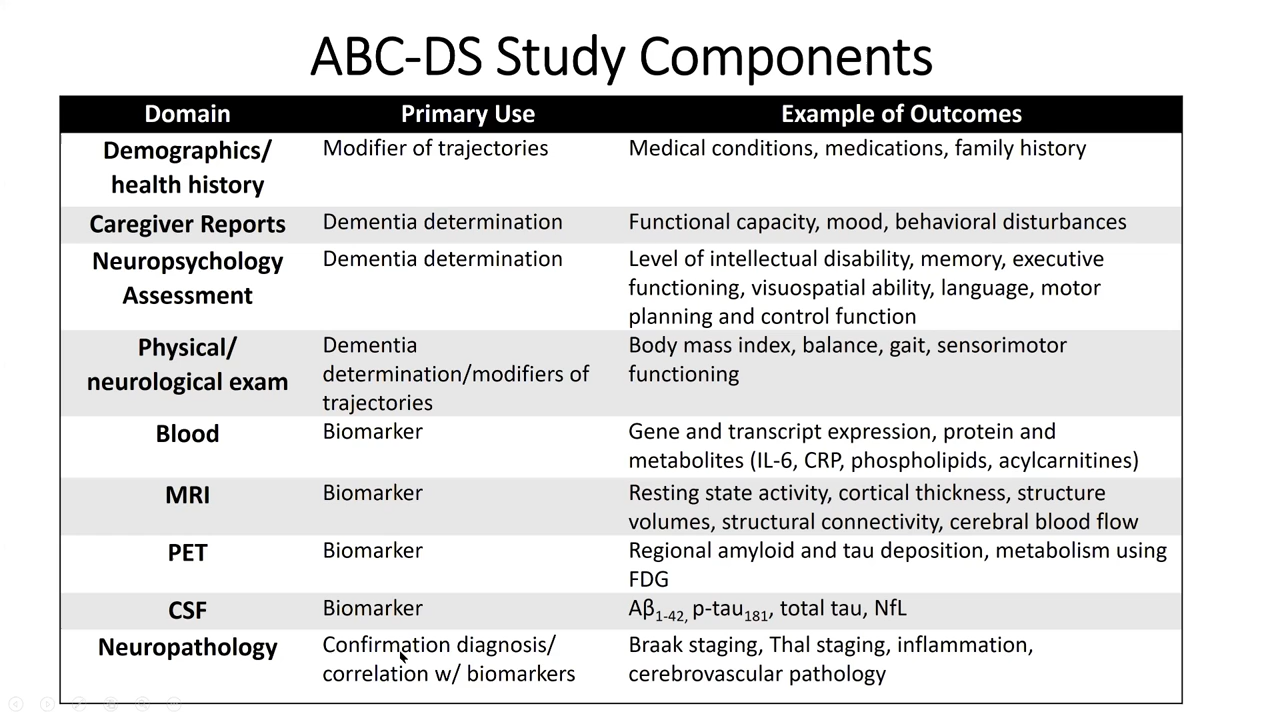 ABC-DS Study Components
Domain Primary Use Example of Outcomes
Demographics/ Modifier of trajectories Medical conditions, medications, family history
health history
Caregiver Reports Dementia determination Functional capacity, mood, behavioral disturbances
Neuropsychology Dementia determination Level of intellectual disability, memory, executive
Assessment functioning, visuospatial ability, language, motor
planning and control function
Physical/ Dementia Body mass index, balance, gait, sensorimotor
neurological exam determination/modifiers of functioning
trajectories
Blood Biomarker Gene and transcript expression, protein and
metabolites (IL-6, CRP, phospholipids, acylcarnitines)
MRI Biomarker Resting state activity, cortical thickness, structure
volumes, structural connectivity, cerebral blood flow
PET Biomarker Regional amyloid and tau deposition, metabolism using
FDG
CSF Biomarker Aβ1-42, p-tau181, total tau, NfL
Neuropathology Confirmation diagnosis/ Braak staging, Thal staging, inflammation,
correlation w/ biomarkers cerebrovascular pathology